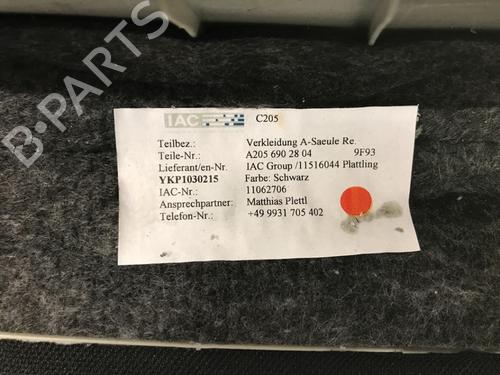 IAC C205
Teilbez.: Verkleidung A-Saeule Re.
Teile-Nr.: A205 690 28 04 9F93
Lieferant/en-Nr. IAC Group /11516044 Plattling
YKP1030215 Farbe: Schwarz
IAC-Nr.: 11062706
Ansprechpartner: Matthias Plettl
Telefon-Nr.: +49 9931 705 402
B-PARTS